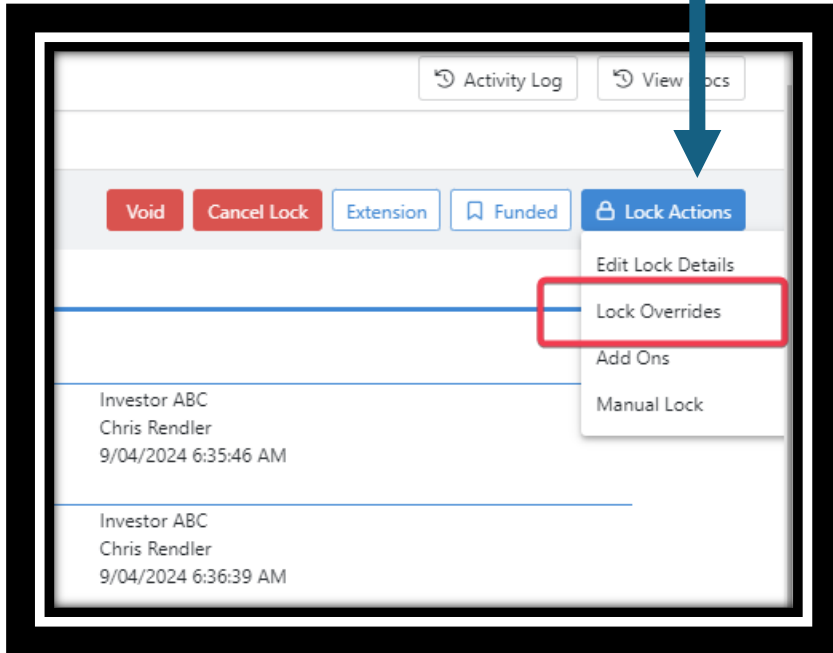 Activity Log
View ocs
Void
Cancel Lock
Extension
Funded
Lock Actions
Edit Lock Details
Lock Overrides
Add Ons
Manual Lock
Investor ABC
Chris Rendler
9/04/2024 6:35:46 AM
Investor ABC
Chris Rendler
9/04/2024 6:36:39 AM